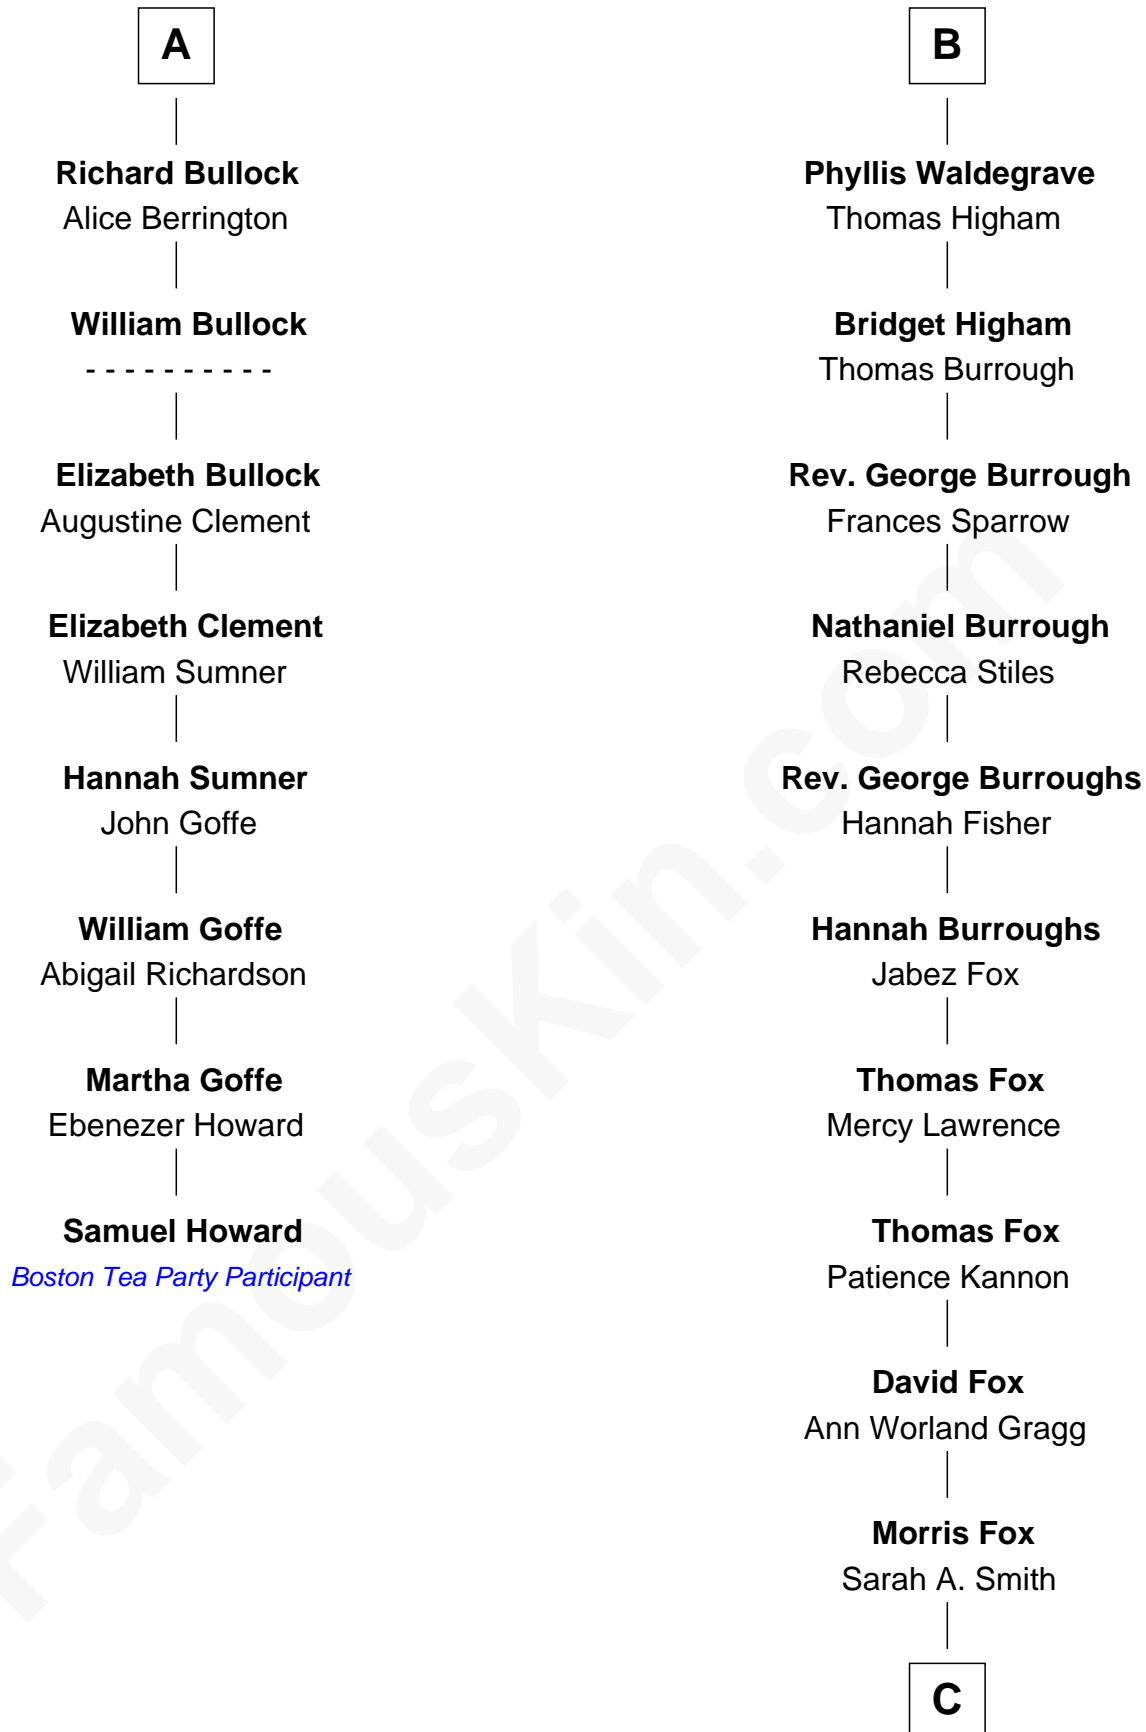 A
Richard Bullock
Alice Berrington
William Bullock
- - - - - - - - - -
Elizabeth Bullock
Augustine Clement
Elizabeth Clement
William Sumner
Hannah Sumner
John Goffe
William Goffe
Abigail Richardson
Martha Goffe
Ebenezer Howard
Samuel Howard
Boston Tea Party Participant
B
Phyllis Waldegrave
Thomas Higham
Bridget Higham
Thomas Burrough
Rev. George Burrough
Frances Sparrow
Nathaniel Burrough
Rebecca Stiles
Rev. George Burroughs
Hannah Fisher
Hannah Burroughs
Jabez Fox
Thomas Fox
Mercy Lawrence
Thomas Fox
Patience Kannon
David Fox
Ann Worland Gragg
Morris Fox
Sarah A. Smith
C
FamousKin.com